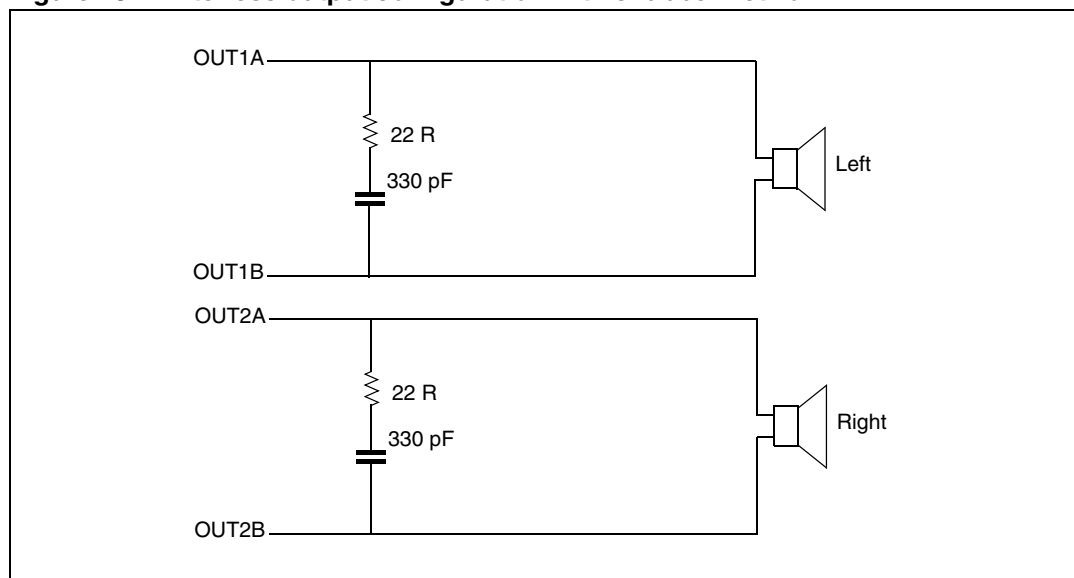 OUT1A
22 R
330 pF
Left
OUT1B
OUT2A
22 R
330 pF
Right
OUT2B